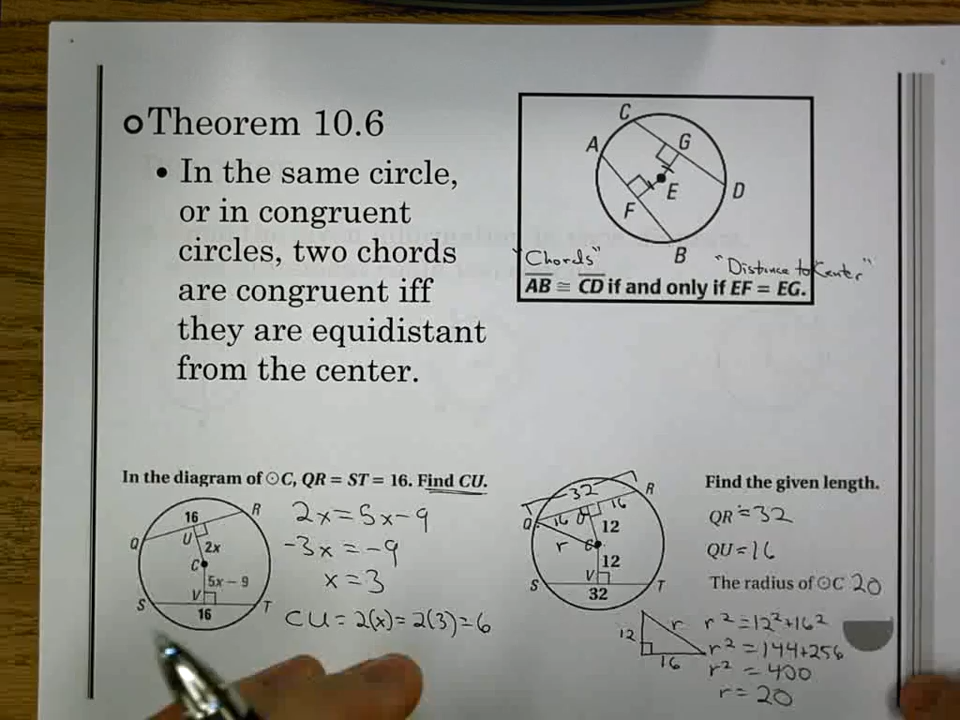 Theorem 10.6
• In the same circle,
or in congruent
circles, two chords
are congruent iff
they are equidistant
from the center.
C
A
G
E
D
F
B
"Chords"
"Distance to Center"
AB ≅ CD if and only if EF = EG.
In the diagram of ⊙C, QR = ST = 16. Find CU.
16
R
Q
U
2x
C
5x − 9
V
S
16
T
2x = 5x - 9
-3x = -9
x = 3
CU = 2(x) = 2(3) = 6
32
R
16
Q
16
U
12
r
C
12
V
S
T
32
Find the given length.
QR = 32
QU = 16
The radius of ⊙C 20
12
r
16
r² = 12² + 16²
r² = 144 + 256
r² = 400
r = 20